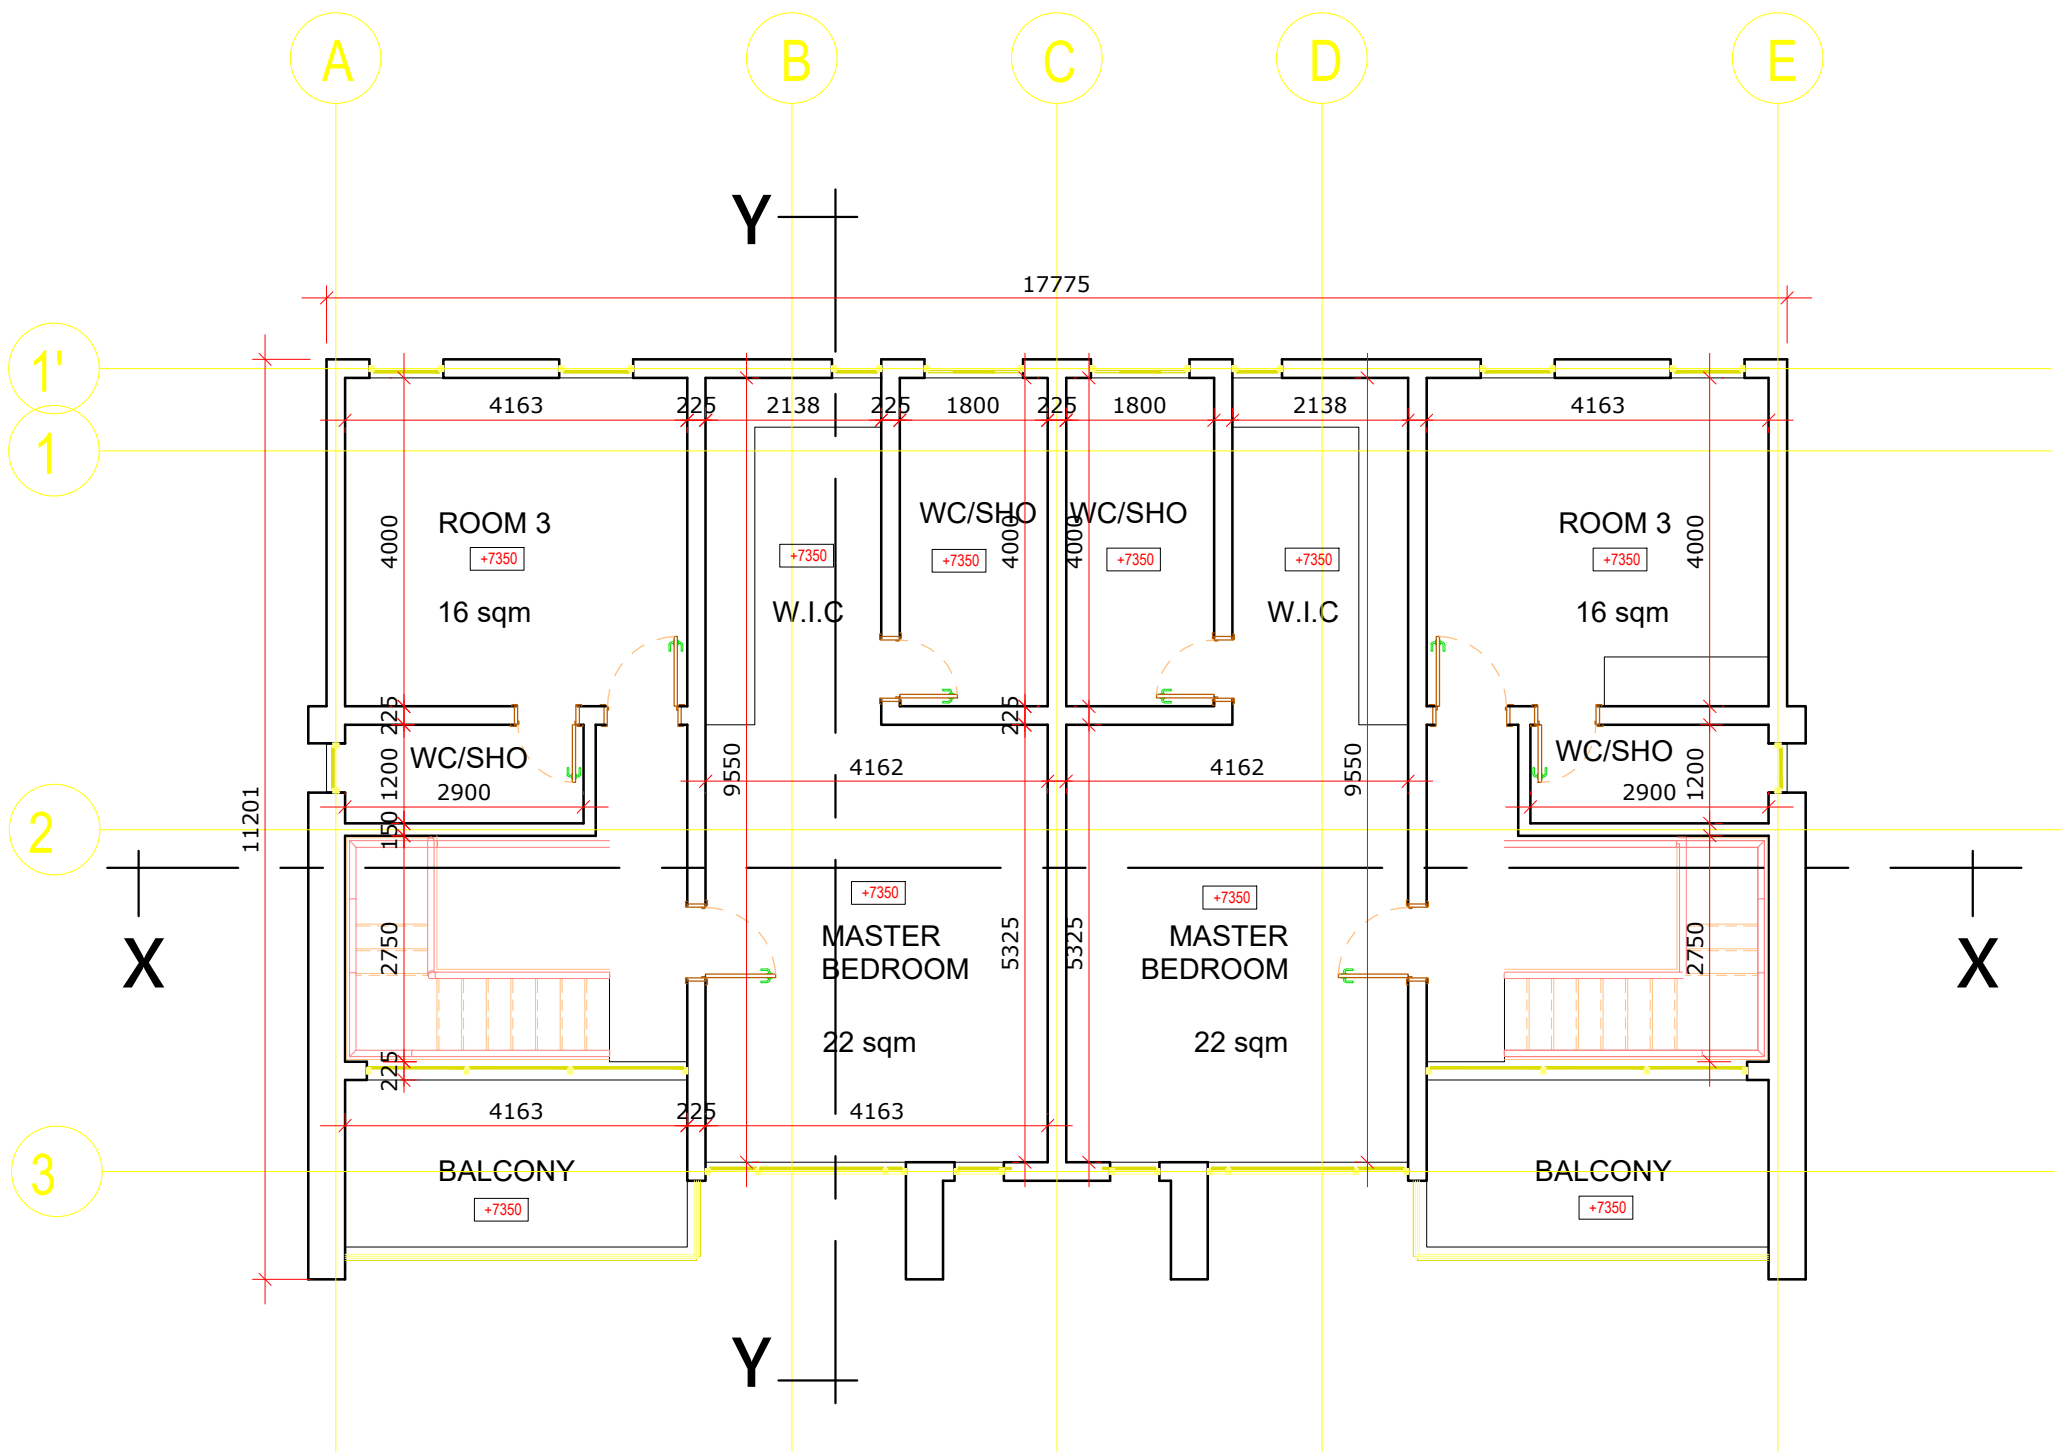 A B C D E
Y
17775
1'
4163 225 2138 225 1800 225 1800 2138 4163
1
WC/SHO WC/SHO
ROOM 3 ROOM 3
4000 4000 4000 4000
+7350 +7350 +7350 +7350 +7350 +7350
16 sqm W.I.C W.I.C 16 sqm
225 225
WC/SHO WC/SHO
9550 4162 4162 9550
1200 1200
2900 2900
11201
2 150
+7350 +7350
X MASTER MASTER X
BEDROOM BEDROOM
2750 5325 5325 2750
22 sqm 22 sqm
225
4163 225 4163
3 BALCONY BALCONY
+7350 +7350
Y